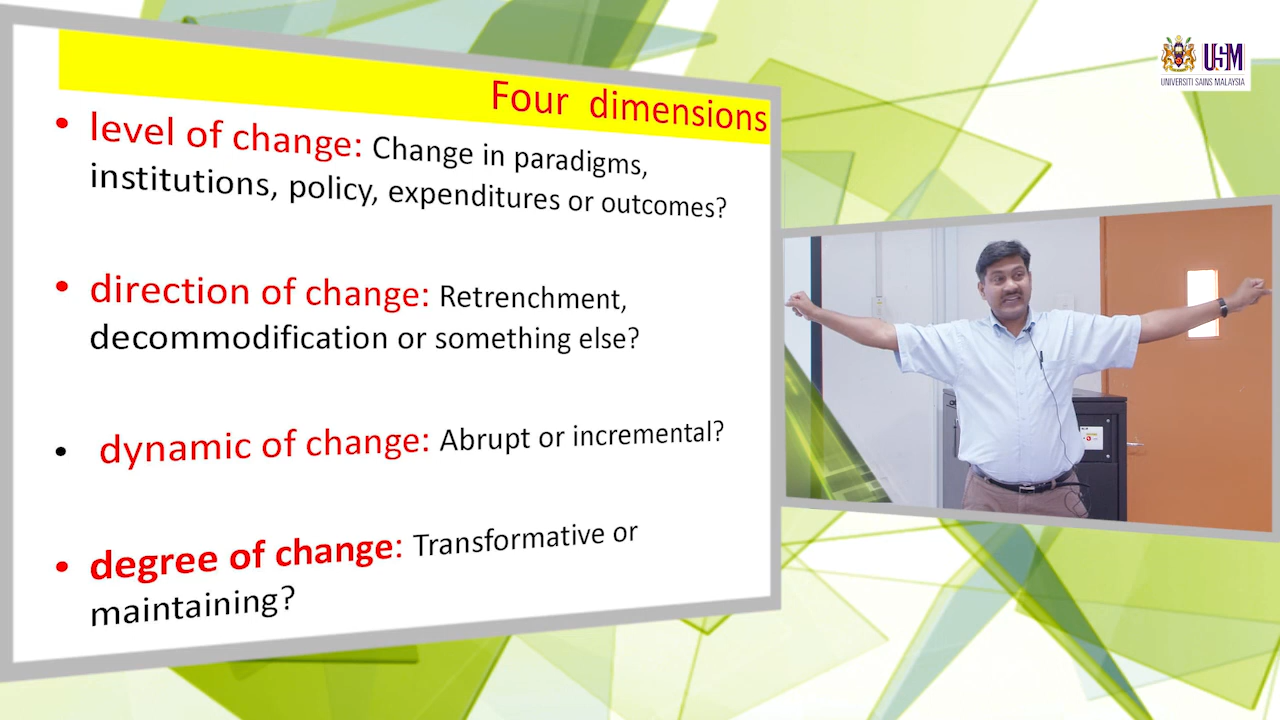 Four dimensions
• level of change: Change in paradigms,
institutions, policy, expenditures or outcomes?
• direction of change: Retrenchment,
decommodification or something else?
• dynamic of change: Abrupt or incremental?
• degree of change: Transformative or
maintaining?
USM
UNIVERSITI SAINS MALAYSIA